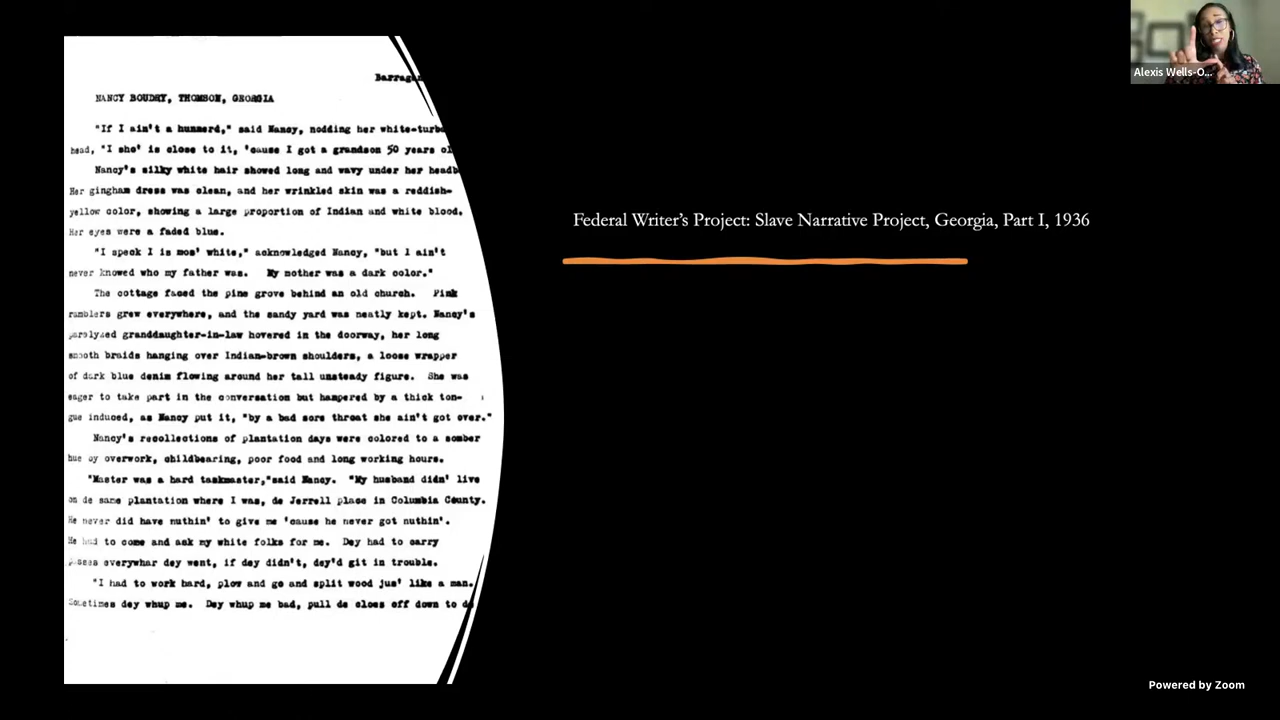 Barragan
NANCY BOUDRY, THOMSON, GEORGIA
"If I ain't a hunnerd," said Nancy, nodding her white-turb
head, "I sho' is close to it, 'cause I got a grandson 50 years ol
Nancy's silky white hair showed long and wavy under her headb
Her gingham dress was clean, and her wrinkled skin was a reddish-
yellow color, showing a large proportion of Indian and white blood.
Her eyes were a faded blue.
"I speck I is mos' white," acknowledged Nancy, "but I ain't
never knowed who my father was. My mother was a dark color."
The cottage faced the pine grove behind an old church. Pink
ramblers grew everywhere, and the sandy yard was neatly kept. Nancy's
paralyzed granddaughter-in-law hovered in the doorway, her long
smooth braids hanging over Indian-brown shoulders, a loose wrapper
of dark blue denim flowing around her tall unsteady figure. She was
eager to take part in the conversation but hampered by a thick ton-
gue induced, as Nancy put it, "by a bad sore throat she ain't got over."
Nancy's recollections of plantation days were colored to a somber
hue by overwork, childbearing, poor food and long working hours.
"Master was a hard taskmaster,"said Nancy. "My husband didn' live
on de same plantation where I was, de Jerrell place in Columbia County.
He never did have nuthin' to give me 'cause he never got nuthin'.
He had to come and ask my white folks for me. Dey had to carry
passes everywhar dey went, if dey didn't, dey'd git in trouble.
"I had to work hard, plow and go and split wood jus' like a man.
Sometimes dey whup me. Dey whup me bad, pull de cloes off down to de
Federal Writer's Project: Slave Narrative Project, Georgia, Part I, 1936
Alexis Wells-O...
Powered by Zoom